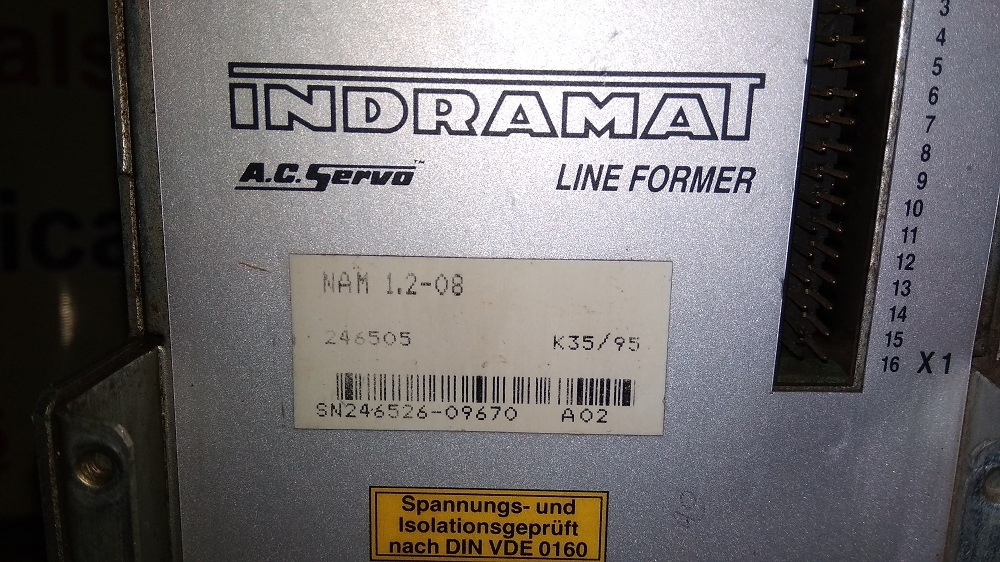 INDRAMAT
A.C. Servo™
LINE FORMER
NAM 1.2-08
246505
K35/95
SN246526-09670 A02
Spannungs- und
Isolationsgeprüft
nach DIN VDE 0160
3
4
5
6
7
8
9
10
11
12
13
14
15
16 X1